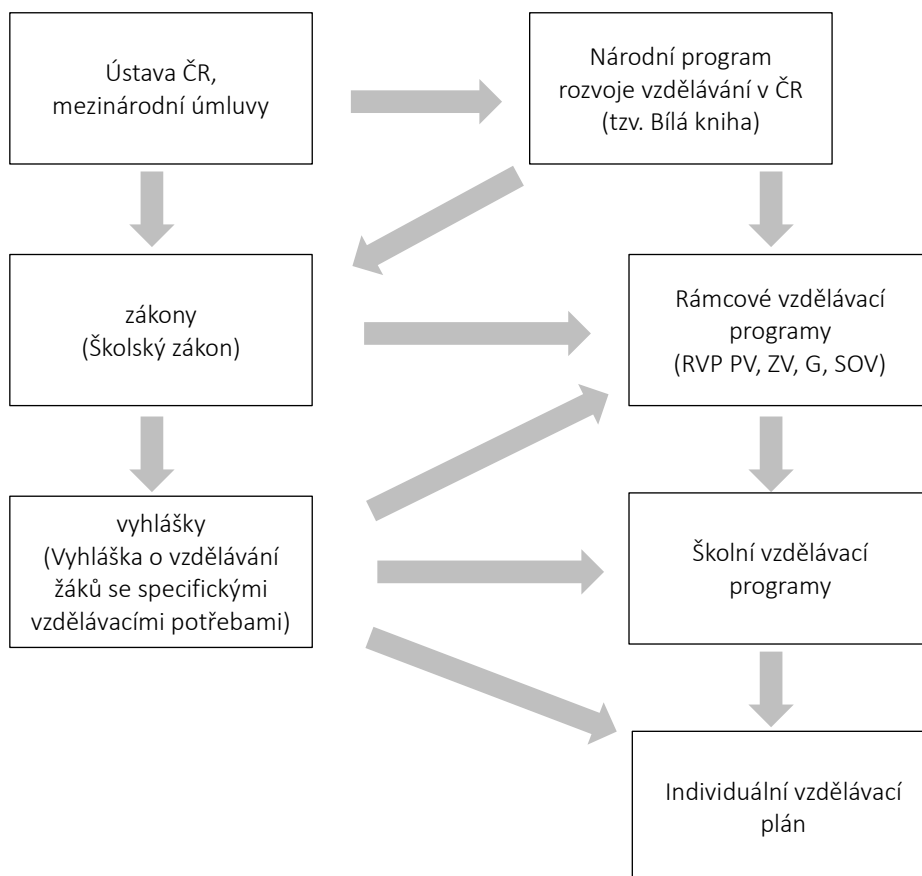 Ústava ČR,
mezinárodní úmluvy
Národní program
rozvoje vzdělávání v ČR
(tzv. Bílá kniha)
zákony
(Školský zákon)
Rámcové vzdělávací
programy
(RVP PV, ZV, G, SOV)
vyhlášky
(Vyhláška o vzdělávání
žáků se specifickými
vzdělávacími potřebami)
Školní vzdělávací
programy
Individuální vzdělávací
plán